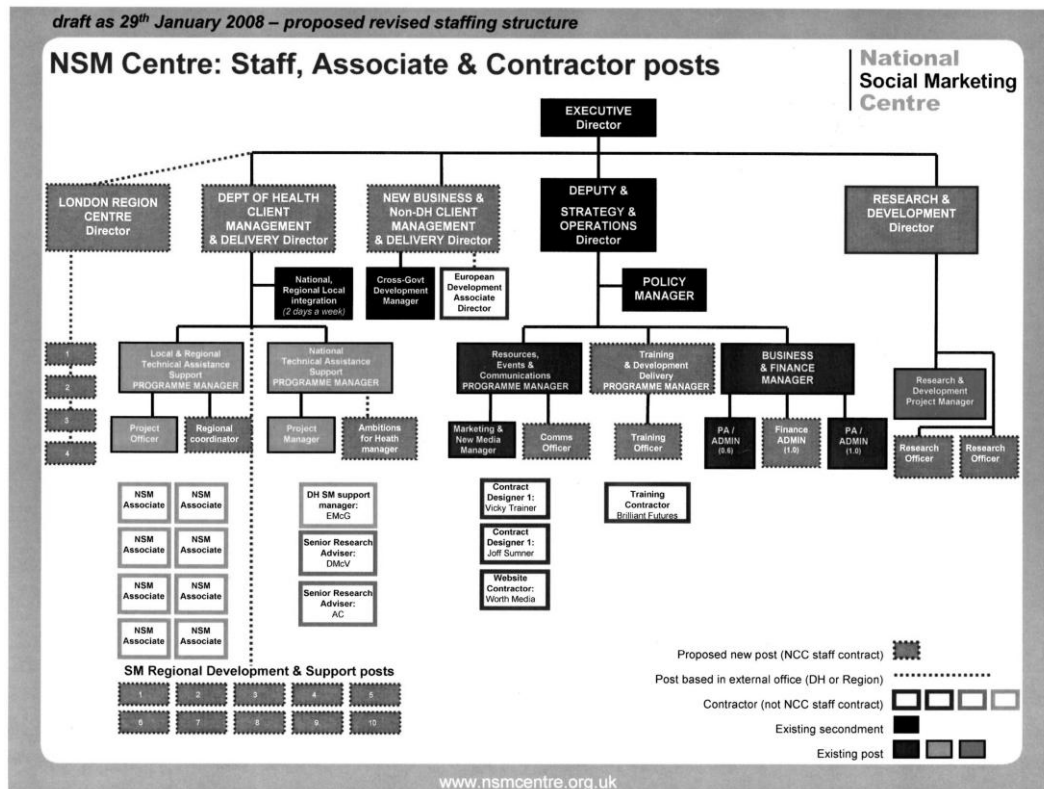 draft as 29th January 2008 – proposed revised staffing structure
NSM Centre: Staff, Associate & Contractor posts
National
Social Marketing
Centre
EXECUTIVE
Director
LONDON REGION
CENTRE
Director
DEPT OF HEALTH
CLIENT
MANAGEMENT
& DELIVERY Director
NEW BUSINESS &
Non-DH CLIENT
MANAGEMENT
& DELIVERY Director
DEPUTY &
STRATEGY &
OPERATIONS
Director
RESEARCH &
DEVELOPMENT
Director
National,
Regional Local
integration
(2 days a week)
Cross-Govt
Development
Manager
European
Development
Associate
Director
POLICY
MANAGER
1
2
3
4
Local & Regional
Technical Assistance
Support
PROGRAMME MANAGER
National
Technical Assistance
Support
PROGRAMME MANAGER
Resources,
Events &
Communications
PROGRAMME MANAGER
Training
& Development
Delivery
PROGRAMME MANAGER
BUSINESS
& FINANCE
MANAGER
Research &
Development
Project Manager
Project
Officer
Regional
coordinator
Project
Manager
Ambitions
for Heath
manager
Marketing &
New Media
Manager
Comms
Officer
Training
Officer
PA /
ADMIN
(0.6)
Finance
ADMIN
(1.0)
PA /
ADMIN
(1.0)
Research
Officer
Research
Officer
NSM
Associate
NSM
Associate
NSM
Associate
NSM
Associate
NSM
Associate
NSM
Associate
NSM
Associate
NSM
Associate
DH SM support
manager:
EMcG
Senior Research
Adviser:
DMcV
Senior Research
Adviser:
AC
Contract
Designer 1:
Vicky Trainer
Contract
Designer 1:
Joff Sumner
Website
Contractor:
Worth Media
Training
Contractor
Brilliant Futures
SM Regional Development & Support posts
1 2 3 4 5
6 7 8 9 10
Proposed new post (NCC staff contract)
Post based in external office (DH or Region)
Contractor (not NCC staff contract)
Existing secondment
Existing post
www.nsmcentre.org.uk